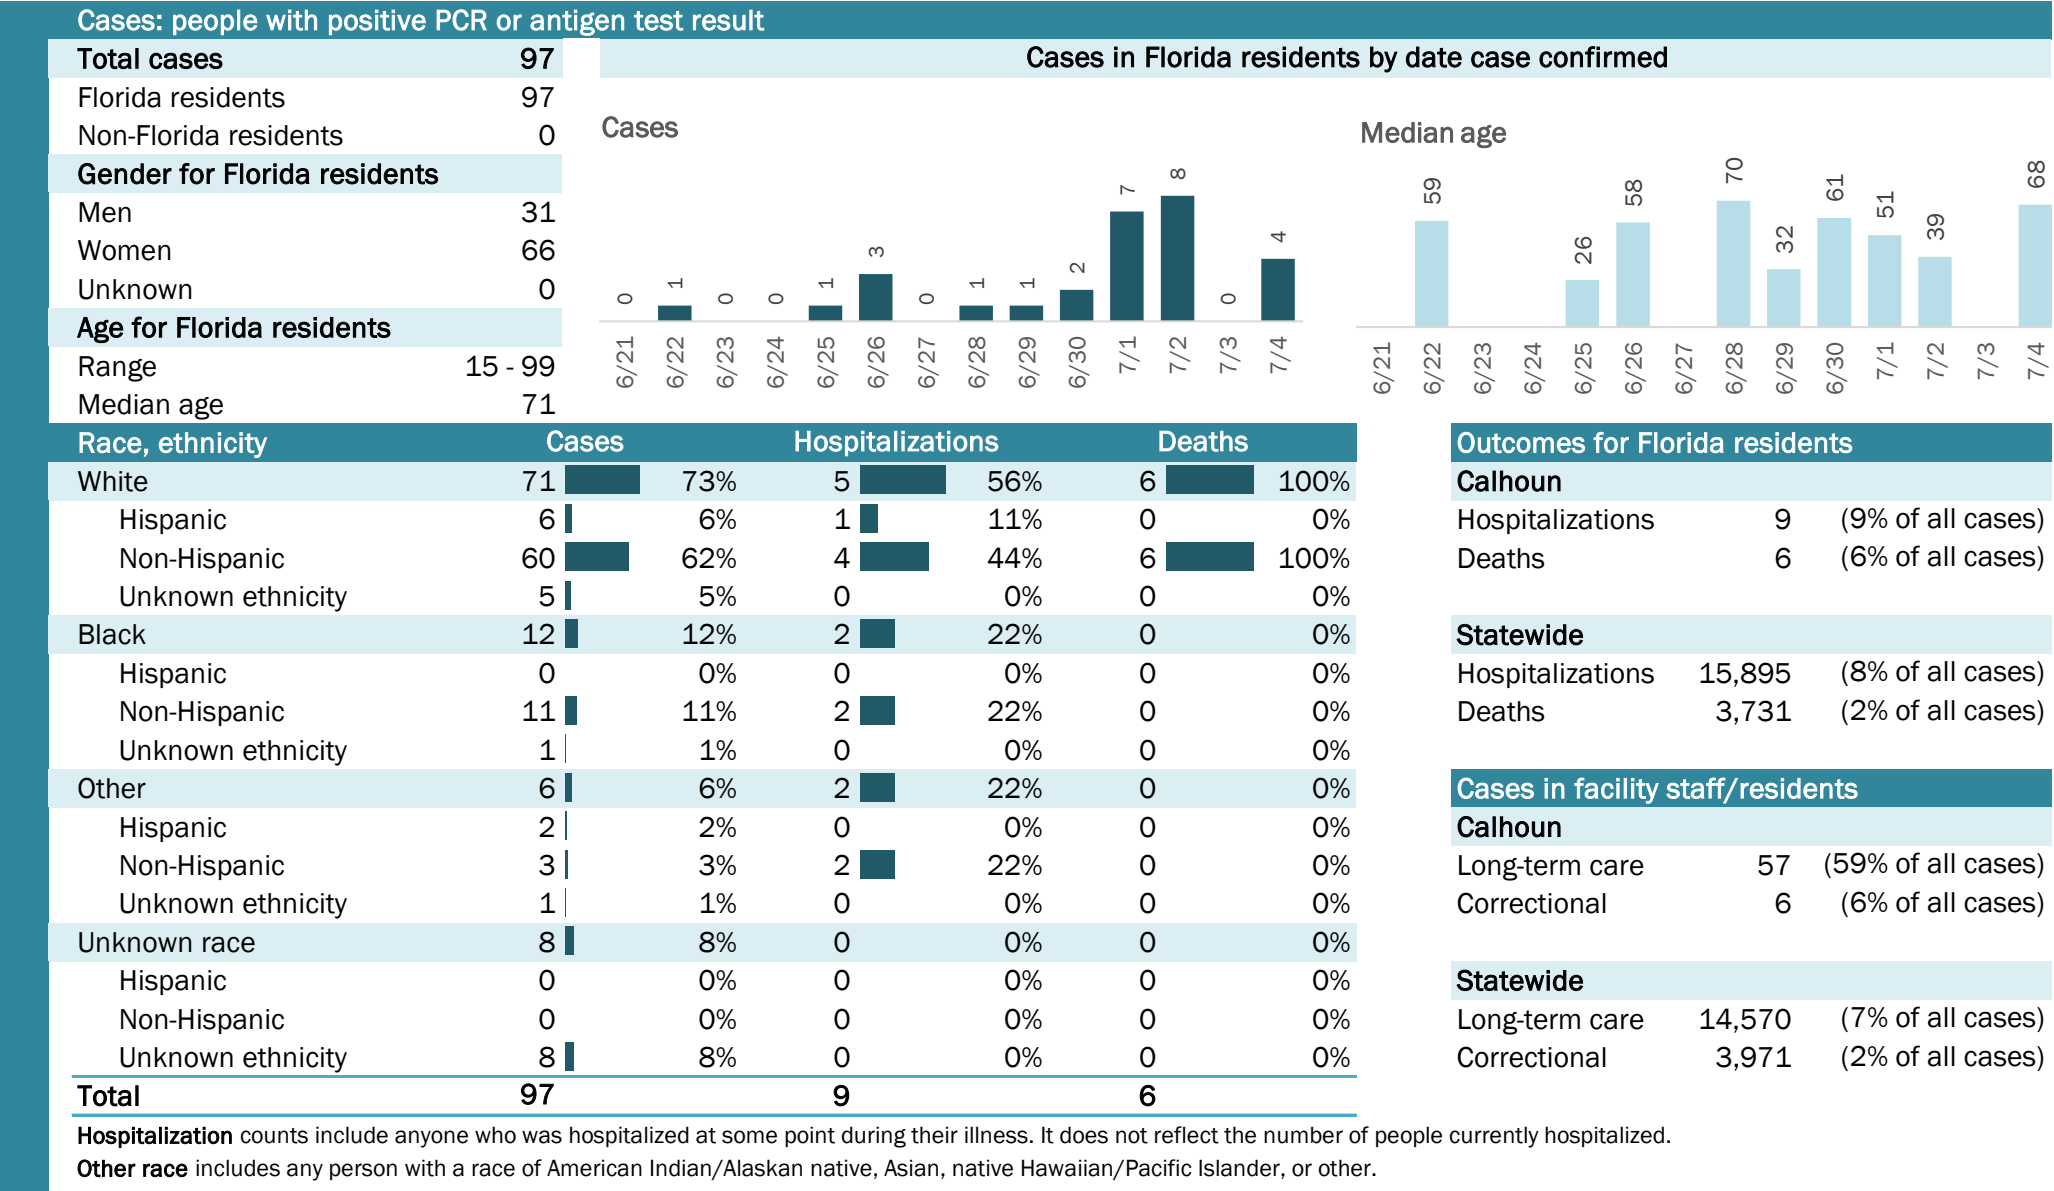 Cases: people with positive PCR or antigen test result
Total cases 97
Florida residents 97
Non-Florida residents 0
Gender for Florida residents
Men 31
Women 66
Unknown 0
Age for Florida residents
Range 15 - 99
Median age 71
Cases in Florida residents by date case confirmed
Cases
0 1 0 0 1 3 0 1 1 2 7 8 0 4
6/21 6/22 6/23 6/24 6/25 6/26 6/27 6/28 6/29 6/30 7/1 7/2 7/3 7/4
Median age
59 26 58 70 32 61 51 39 68
6/21 6/22 6/23 6/24 6/25 6/26 6/27 6/28 6/29 6/30 7/1 7/2 7/3 7/4
Race, ethnicity Cases Hospitalizations Deaths
White 71 73% 5 56% 6 100%
Hispanic 6 6% 1 11% 0 0%
Non-Hispanic 60 62% 4 44% 6 100%
Unknown ethnicity 5 5% 0 0% 0 0%
Black 12 12% 2 22% 0 0%
Hispanic 0 0% 0 0% 0 0%
Non-Hispanic 11 11% 2 22% 0 0%
Unknown ethnicity 1 1% 0 0% 0 0%
Other 6 6% 2 22% 0 0%
Hispanic 2 2% 0 0% 0 0%
Non-Hispanic 3 3% 2 22% 0 0%
Unknown ethnicity 1 1% 0 0% 0 0%
Unknown race 8 8% 0 0% 0 0%
Hispanic 0 0% 0 0% 0 0%
Non-Hispanic 0 0% 0 0% 0 0%
Unknown ethnicity 8 8% 0 0% 0 0%
Total 97 9 6
Outcomes for Florida residents
Calhoun
Hospitalizations 9 (9% of all cases)
Deaths 6 (6% of all cases)
Statewide
Hospitalizations 15,895 (8% of all cases)
Deaths 3,731 (2% of all cases)
Cases in facility staff/residents
Calhoun
Long-term care 57 (59% of all cases)
Correctional 6 (6% of all cases)
Statewide
Long-term care 14,570 (7% of all cases)
Correctional 3,971 (2% of all cases)
Hospitalization counts include anyone who was hospitalized at some point during their illness. It does not reflect the number of people currently hospitalized.
Other race includes any person with a race of American Indian/Alaskan native, Asian, native Hawaiian/Pacific Islander, or other.